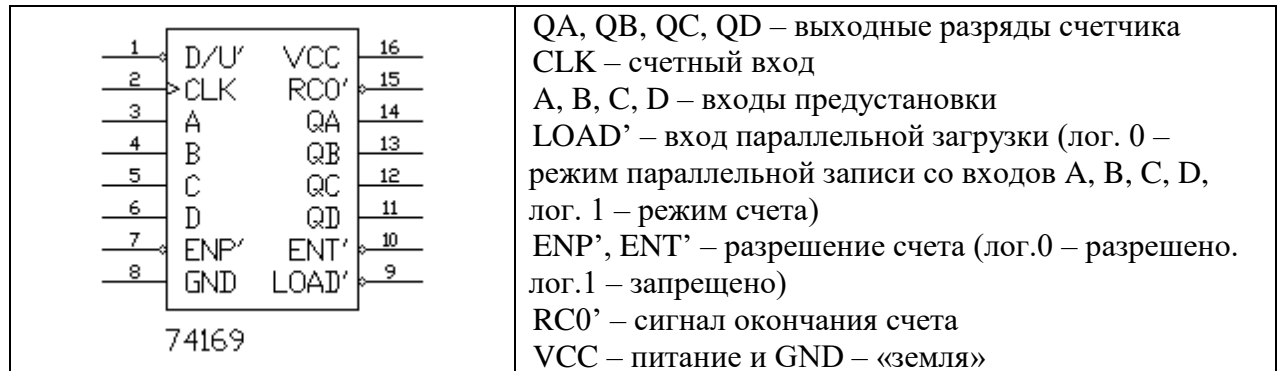 1 D/U' VCC 16
2 CLK RC0' 15
3 A QA 14
4 B QB 13
5 C QC 12
6 D QD 11
7 ENP' ENT' 10
8 GND LOAD' 9
74169
QA, QB, QC, QD – выходные разряды счетчика
CLK – счетный вход
A, B, C, D – входы предустановки
LOAD’ – вход параллельной загрузки (лог. 0 –
режим параллельной записи со входов A, B, C, D,
лог. 1 – режим счета)
ENP’, ENT’ – разрешение счета (лог.0 – разрешено.
лог.1 – запрещено)
RC0’ – сигнал окончания счета
VCC – питание и GND – «земля»